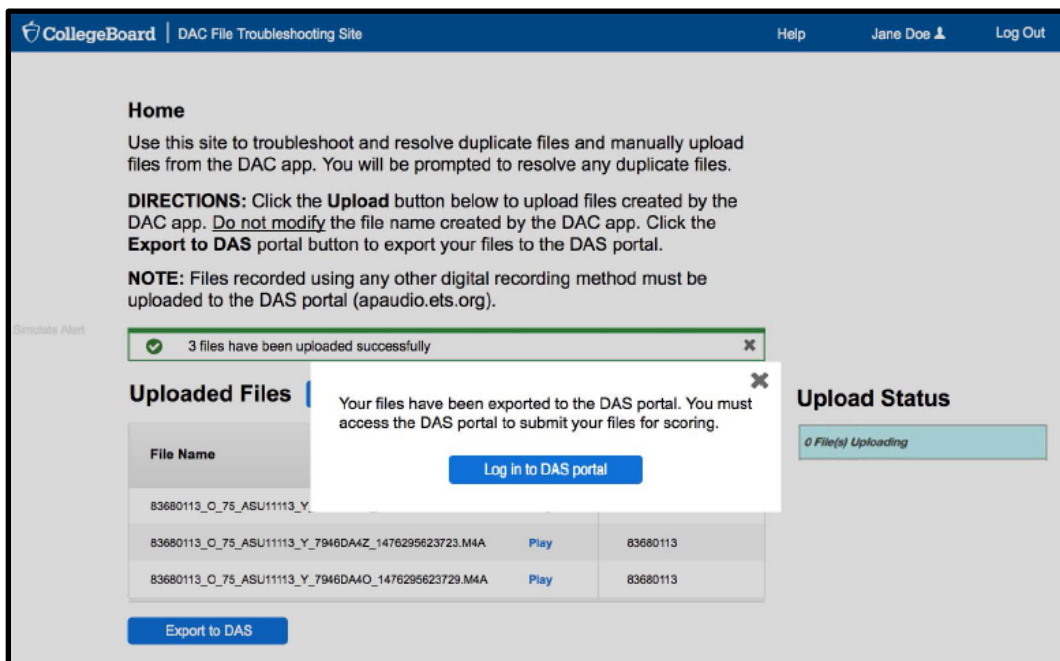 CollegeBoard | DAC File Troubleshooting Site Help Jane Doe Log Out
Home
Use this site to troubleshoot and resolve duplicate files and manually upload
files from the DAC app. You will be prompted to resolve any duplicate files.
DIRECTIONS: Click the Upload button below to upload files created by the
DAC app. Do not modify the file name created by the DAC app. Click the
Export to DAS portal button to export your files to the DAS portal.
NOTE: Files recorded using any other digital recording method must be
uploaded to the DAS portal (apaudio.ets.org).
Simulate Alert
3 files have been uploaded successfully
Uploaded Files
Your files have been exported to the DAS portal. You must
access the DAS portal to submit your files for scoring.
Log in to DAS portal
Upload Status
0 File(s) Uploading
File Name
83680113_O_75_ASU11113_Y_
83680113_O_75_ASU11113_Y_7946DA4Z_1476295623723.M4A Play 83680113
83680113_O_75_ASU11113_Y_7946DA4O_1476295623729.M4A Play 83680113
Export to DAS